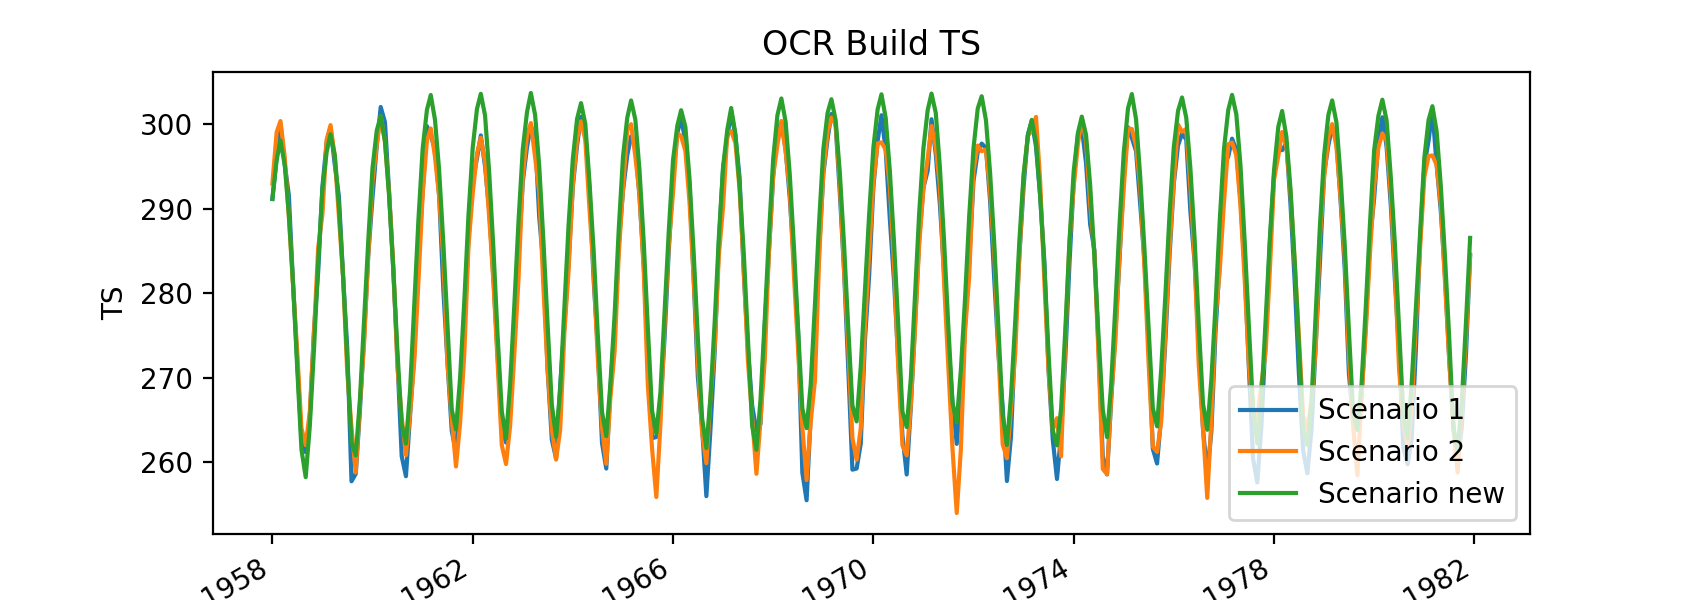 OCR Build TS
300
290
280
270
260
TS
1958
1962
1966
1970
1974
1978
1982
Scenario 1
Scenario 2
Scenario new